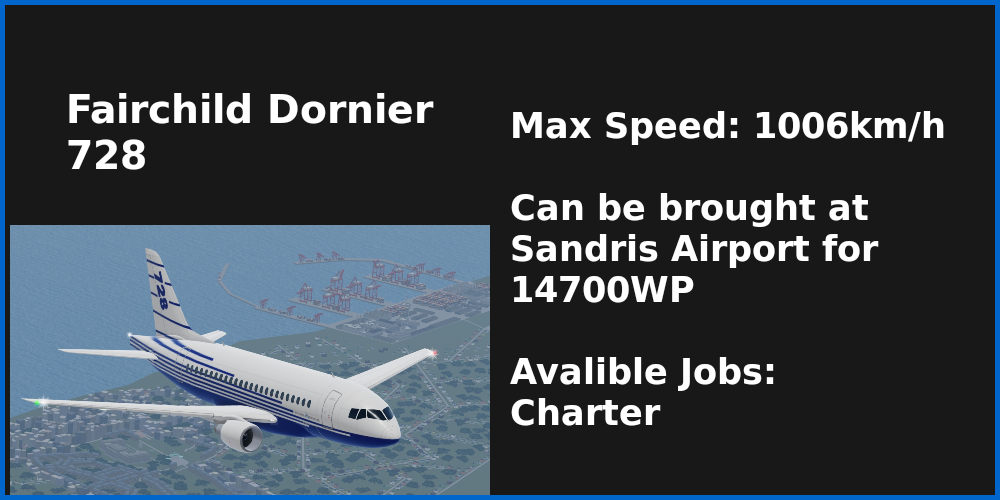 Fairchild Dornier
728
Max Speed: 1006km/h
Can be brought at
Sandris Airport for
14700WP
Avalible Jobs:
Charter
728